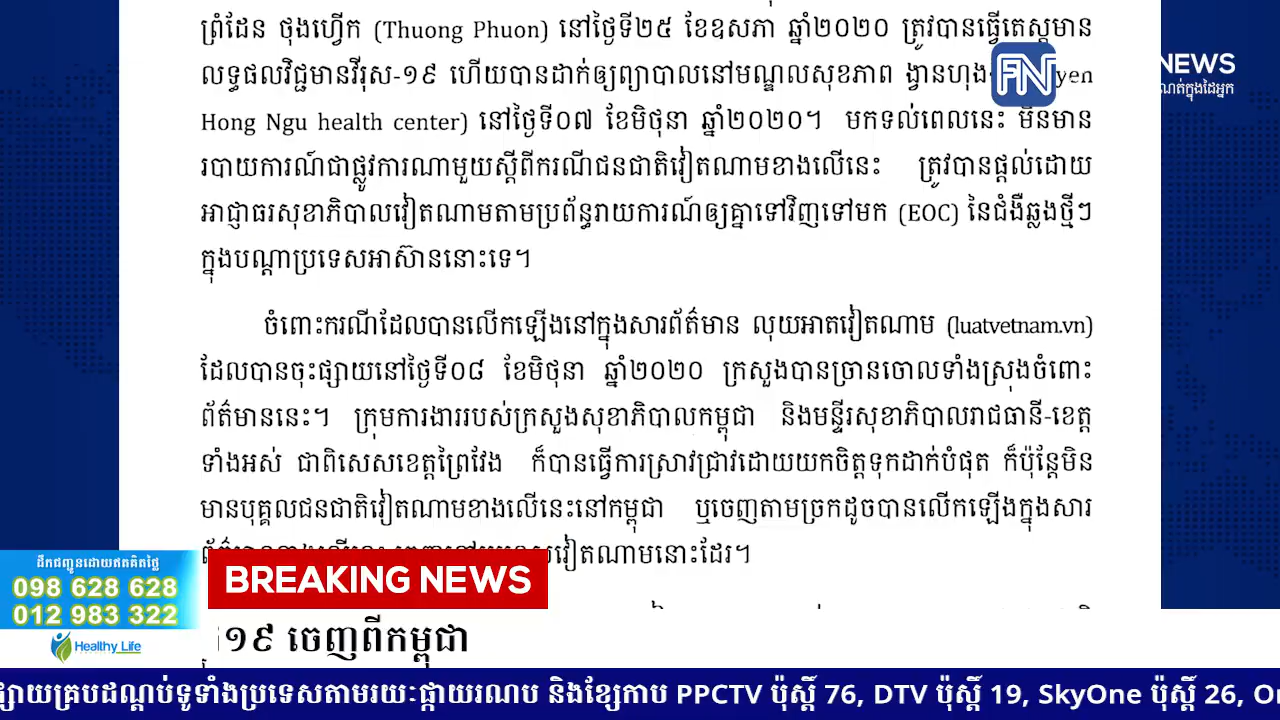 ព្រំដែន ថុងហ្វើក (Thuong Phuon) នៅថ្ងៃទី២៥ ខែឧសភា ឆ្នាំ២០២០ ត្រូវបានធ្វើតេស្តមាន
លទ្ធផលវិជ្ជមានវីរុស-១៩ ហើយបានដាក់ឲ្យព្យាបាលនៅមណ្ឌលសុខភាព ង្វានហុង
FN
NEWS
ណត់ក្នុងដៃអ្នក
Hong Ngu health center) នៅថ្ងៃទី០៧ ខែមិថុនា ឆ្នាំ២០២០។ មកទល់ពេលនេះ មិនមាន
របាយការណ៍ជាផ្លូវការណាមួយស្តីពីករណីជនជាតិវៀតណាមខាងលើនេះ ត្រូវបានផ្តល់ដោយ
អាជ្ញាធរសុខាភិបាលវៀតណាមតាមប្រព័ន្ធរាយការណ៍ឲ្យគ្នាទៅវិញទៅមក (EOC) នៃជំងឺឆ្លងថ្មីៗ
ក្នុងបណ្តាប្រទេសអាស៊ាននោះទេ។
ចំពោះករណីដែលបានលើកឡើងនៅក្នុងសារព័ត៌មាន លុយអាតវៀតណាម (luatvetnam.vn)
ដែលបានចុះផ្សាយនៅថ្ងៃទី០៨ ខែមិថុនា ឆ្នាំ២០២០ ក្រសួងបានច្រានចោលទាំងស្រុងចំពោះ
ព័ត៌មាននេះ។ ក្រុមការងាររបស់ក្រសួងសុខាភិបាលកម្ពុជា និងមន្ទីរសុខាភិបាលរាជធានី-ខេត្ត
ទាំងអស់ ជាពិសេសខេត្តព្រៃវែង ក៏បានធ្វើការស្រាវជ្រាវដោយយកចិត្តទុកដាក់បំផុត ក៏ប៉ុន្តែមិន
មានបុគ្គលជនជាតិវៀតណាមខាងលើនេះនៅកម្ពុជា ឬចេញតាមច្រកដូចបានលើកឡើងក្នុងសារ
វៀតណាមនោះដែរ។
ដឹកជញ្ជូនដោយឥតគិតថ្លៃ
098 628 628
012 983 322
Healthy Life
BREAKING NEWS
១៩ ចេញពីកម្ពុជា
ផ្សាយគ្របដណ្តប់ទូទាំងប្រទេសតាមរយៈផ្កាយរណប និងខ្សែកាប PPCTV ប៉ុស្តិ៍ 76, DTV ប៉ុស្តិ៍ 19, SkyOne ប៉ុស្តិ៍ 26,